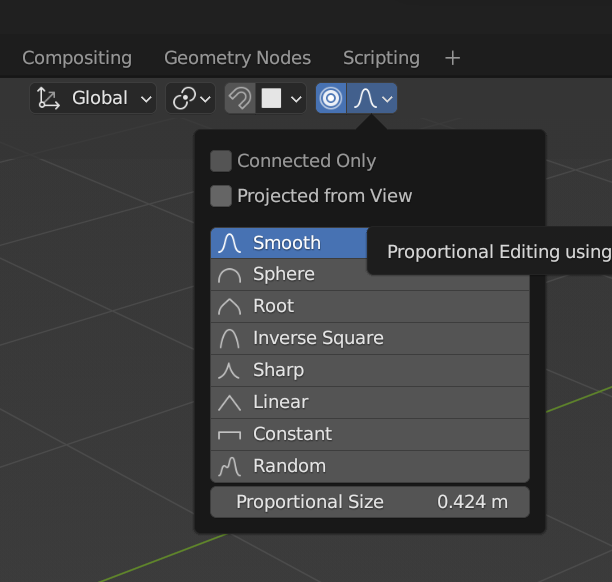 Compositing Geometry Nodes Scripting +
Global
Connected Only
Projected from View
Smooth
Proportional Editing using
Sphere
Root
Inverse Square
Sharp
Linear
Constant
Random
Proportional Size 0.424 m